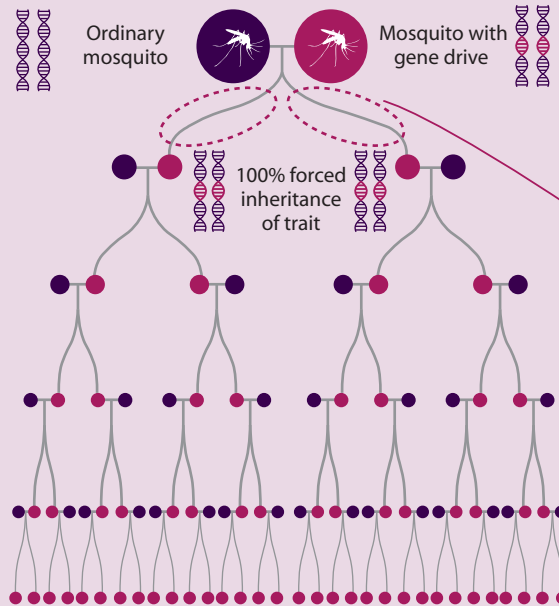 Ordinary
mosquito
Mosquito with
gene drive
100% forced
inheritance
of trait